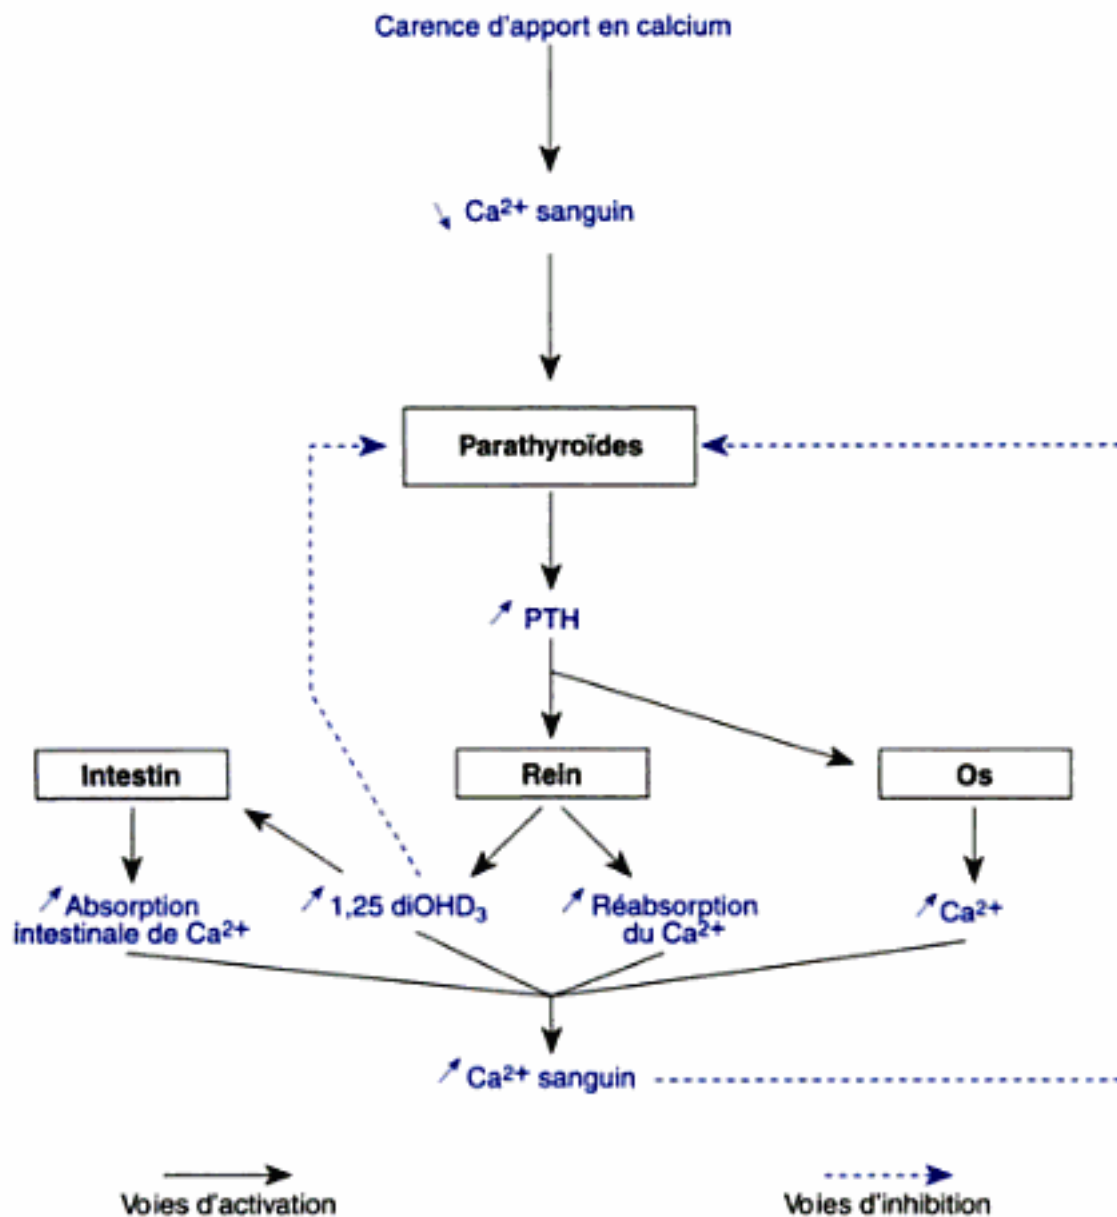 Carence d'apport en calcium
↘ Ca²⁺ sanguin
Parathyroïdes
↗ PTH
Intestin
Rein
Os
↗ Absorption
intestinale de Ca²⁺
↗ 1,25 diOHD₃
↗ Réabsorption
du Ca²⁺
↗ Ca²⁺
↗ Ca²⁺ sanguin
Voies d'activation
Voies d'inhibition